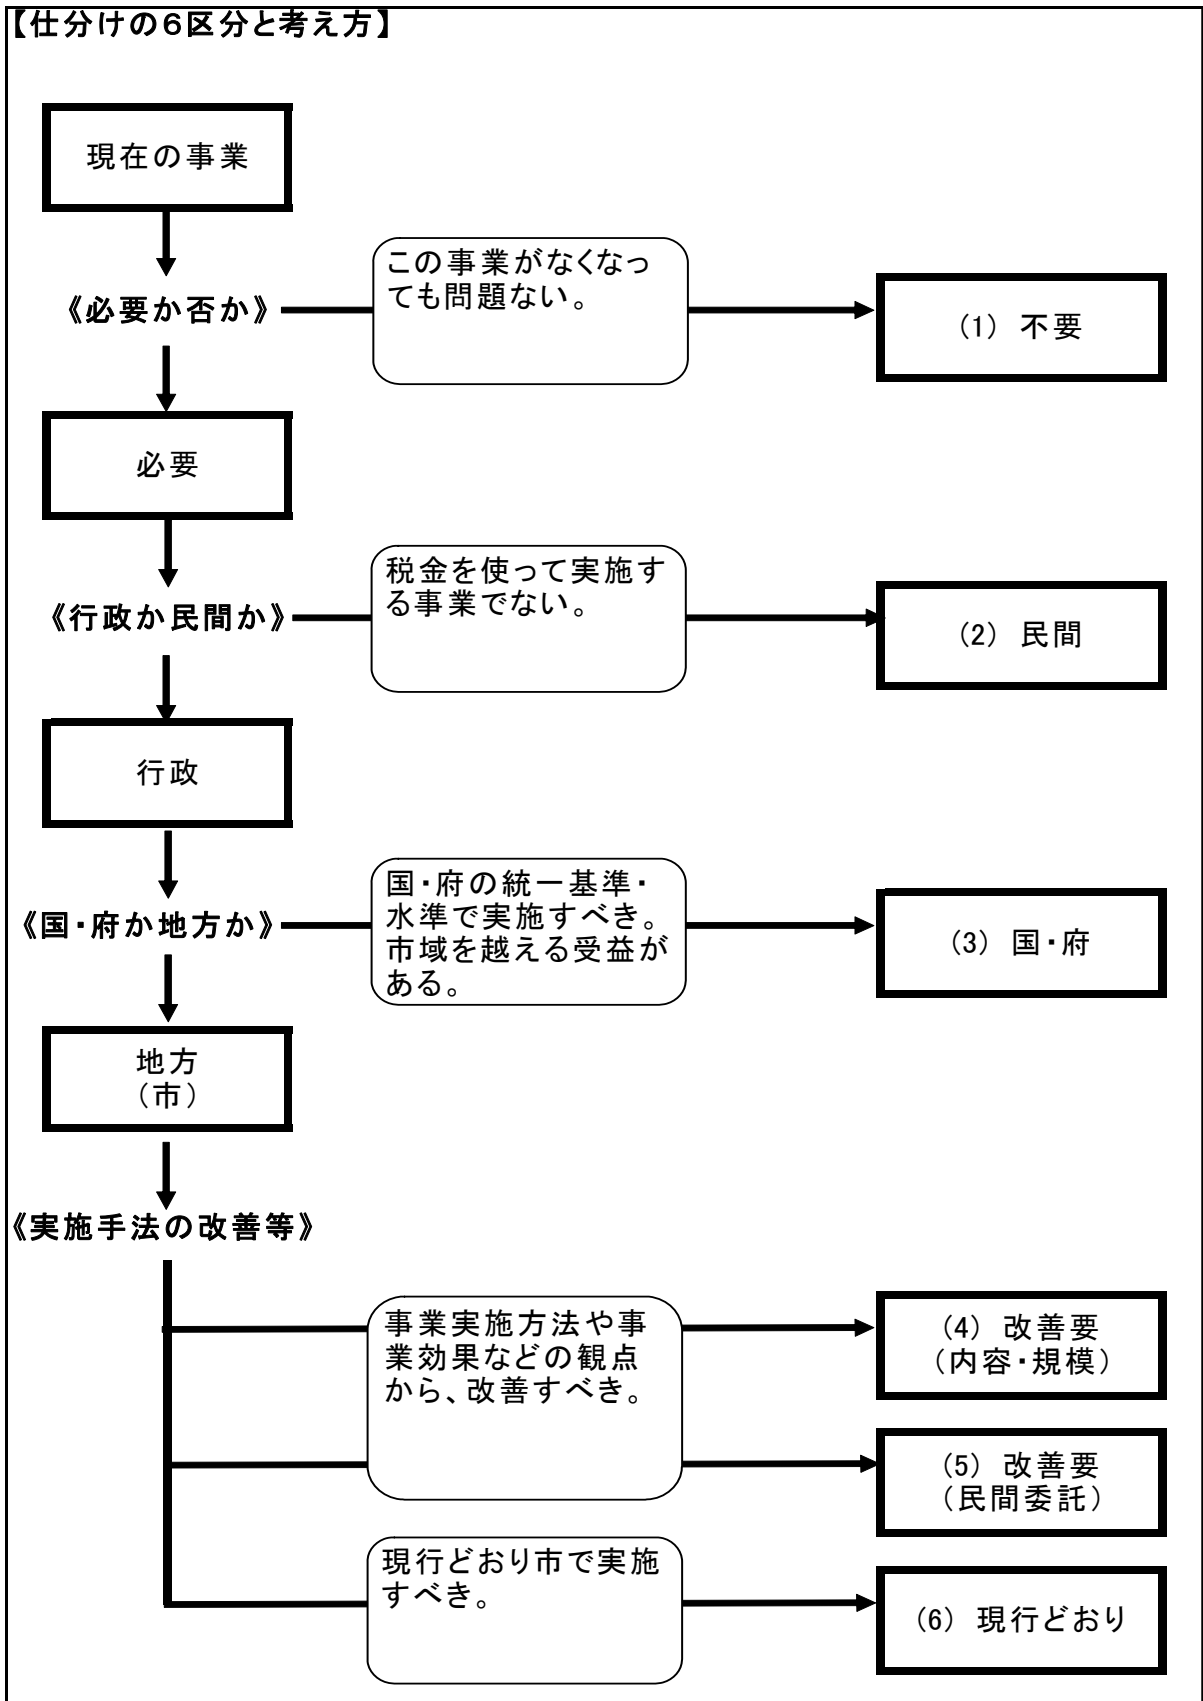 【仕分けの6区分と考え方】
現在の事業
《必要か否か》
この事業がなくなっ
ても問題ない。
(1) 不要
必要
《行政か民間か》
税金を使って実施す
る事業でない。
(2) 民間
行政
《国・府か地方か》
国・府の統一基準・
水準で実施すべき。
市域を越える受益が
ある。
(3) 国・府
地方
(市)
《実施手法の改善等》
事業実施方法や事
業効果などの観点
から、改善すべき。
(4) 改善要
(内容・規模)
(5) 改善要
(民間委託)
現行どおり市で実施
すべき。
(6) 現行どおり